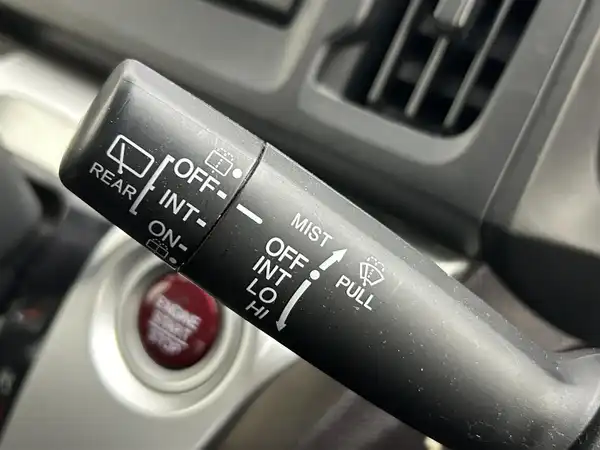 REAR
OFF
INT
ON
MIST
OFF
INT
LO
HI
PULL
ENGINE
START
STOP